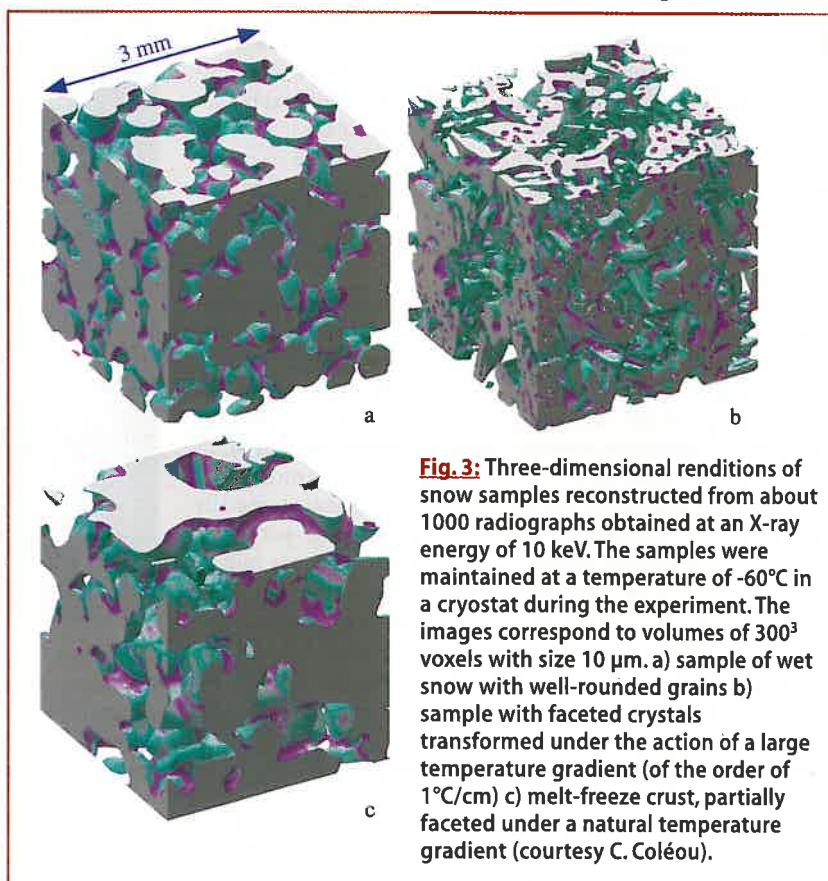 3 mm
a
b
c
Fig. 3: Three-dimensional renditions of
snow samples reconstructed from about
1000 radiographs obtained at an X-ray
energy of 10 keV. The samples were
maintained at a temperature of -60°C in
a cryostat during the experiment. The
images correspond to volumes of 300³
voxels with size 10 µm. a) sample of wet
snow with well-rounded grains b)
sample with faceted crystals
transformed under the action of a large
temperature gradient (of the order of
1°C/cm) c) melt-freeze crust, partially
faceted under a natural temperature
gradient (courtesy C. Coléou).